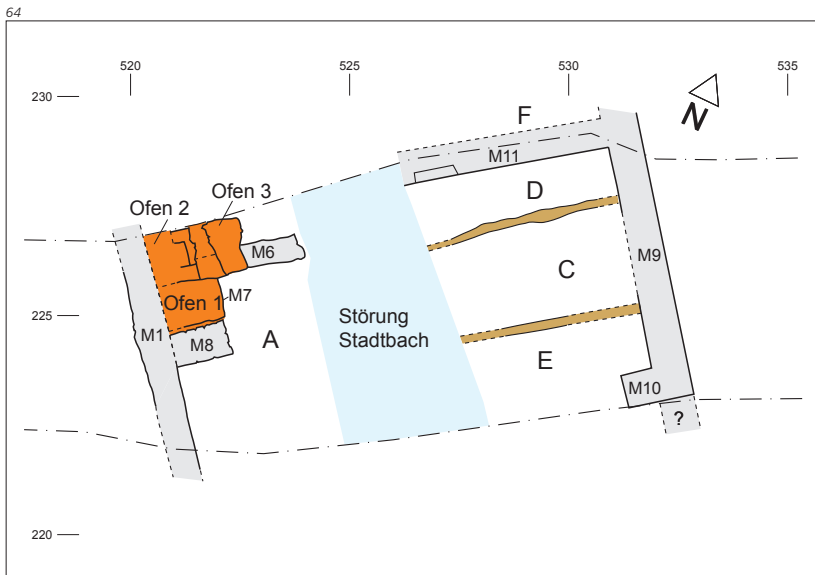 64
520
525
530
535
230
N
F
M11
Ofen 3
Ofen 2
D
M6
C
M9
M7
Ofen 1
225
M1
M8
A
Störung
Stadtbach
E
M10
?
220